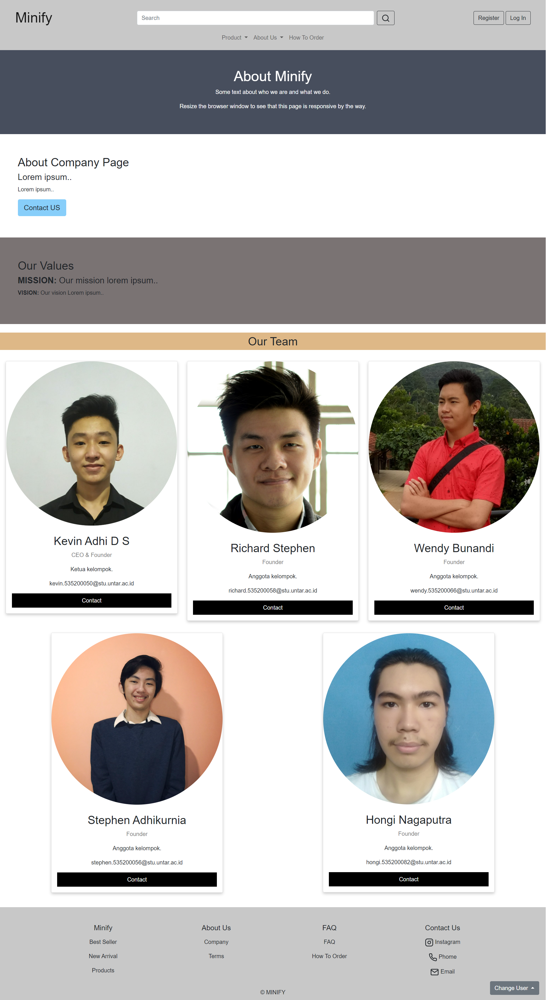 Minify
Search
Register
Log In
Product
About Us
How To Order
About Minify
Some text about who we are and what we do.
Resize the browser window to see that this page is responsive by the way.
About Company Page
Lorem ipsum..
Lorem ipsum..
Contact US
Our Values
MISSION: Our mission lorem ipsum..
VISION: Our vision Lorem ipsum..
Our Team
Kevin Adhi D S
CEO & Founder
Ketua kelompok.
kevin.535200050@stu.untar.ac.id
Contact
Richard Stephen
Founder
Anggota kelompok.
richard.535200058@stu.untar.ac.id
Contact
Wendy Bunandi
Founder
Anggota kelompok.
wendy.535200066@stu.untar.ac.id
Contact
Stephen Adhikurnia
Founder
Anggota kelompok.
stephen.535200056@stu.untar.ac.id
Contact
Hongi Nagaputra
Founder
Anggota kelompok.
hongi.535200082@stu.untar.ac.id
Contact
Minify
Best Seller
New Arrival
Products
About Us
Company
Terms
FAQ
FAQ
How To Order
Contact Us
Instagram
Phome
Email
Change User
© MINIFY